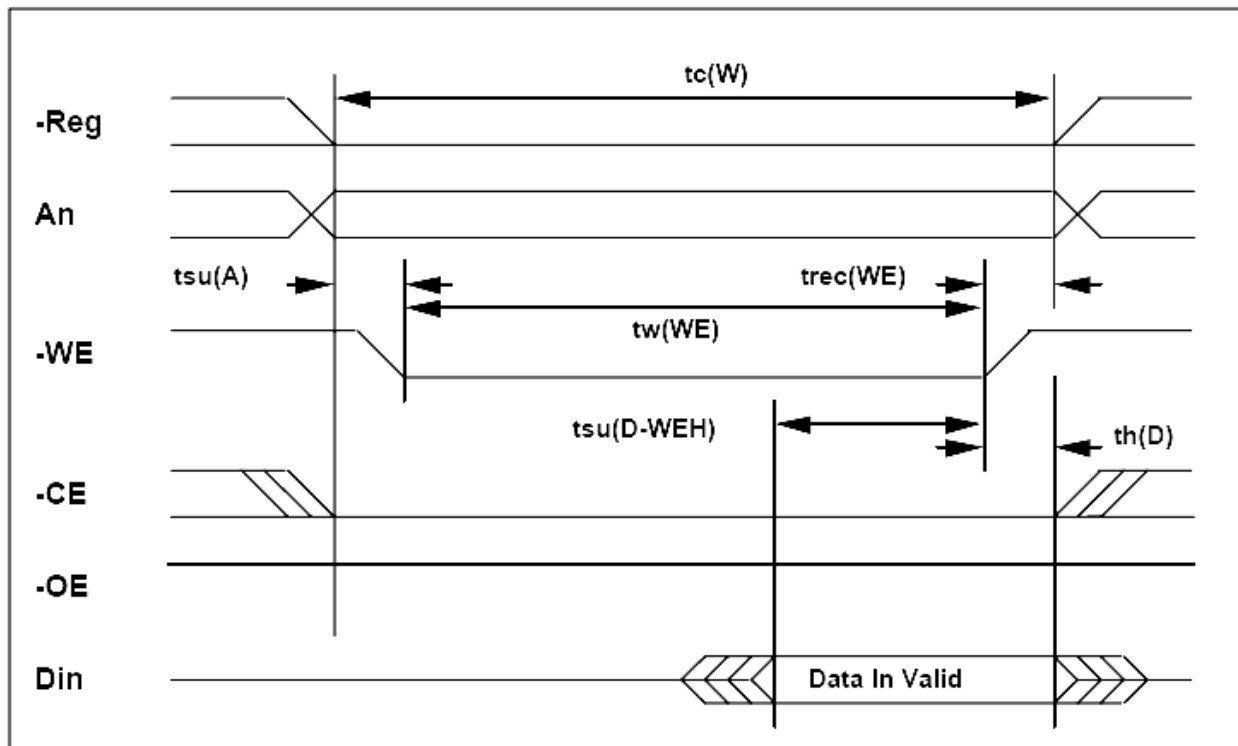 tc(W)
-Reg
An
tsu(A)
trec(WE)
tw(WE)
-WE
tsu(D-WEH)
th(D)
-CE
-OE
Din
Data In Valid